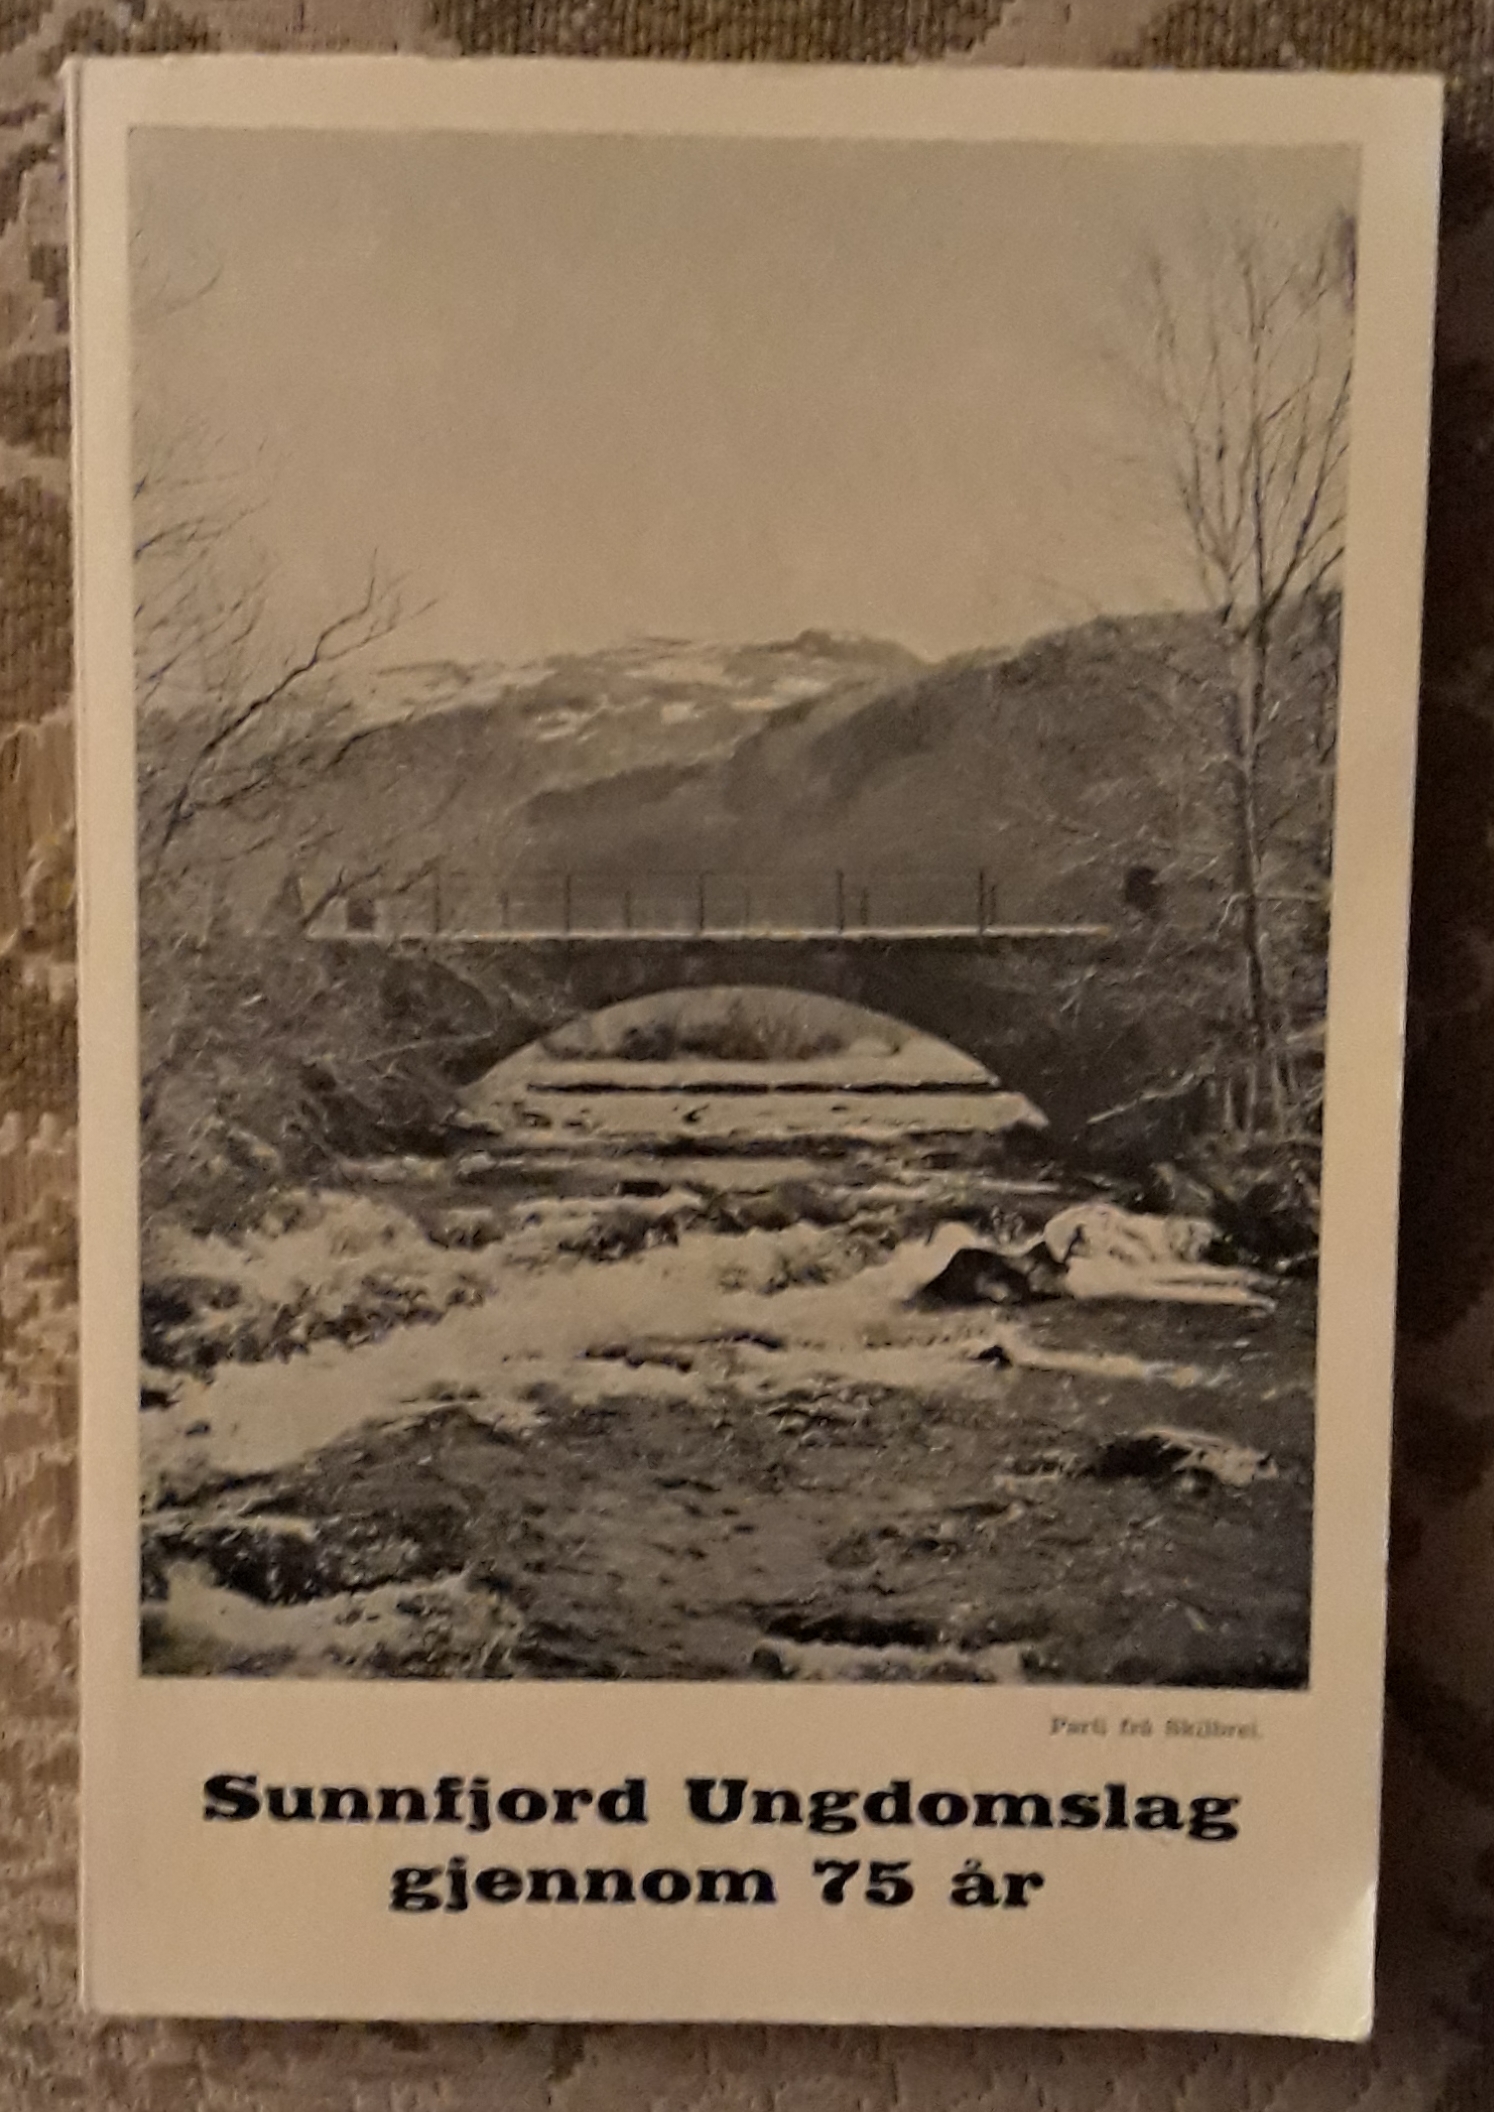 Parti frå Skilbrei.
Sunnfjord Ungdomslag
gjennom 75 år